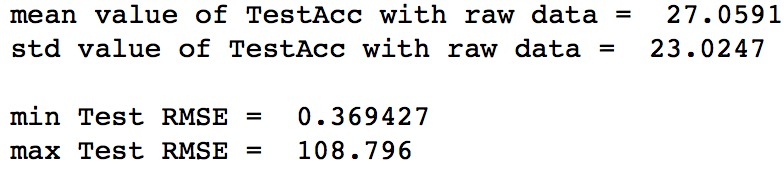 mean value of TestAcc with raw data =  27.0591
std value of TestAcc with raw data =  23.0247
min Test RMSE =  0.369427
max Test RMSE =  108.796